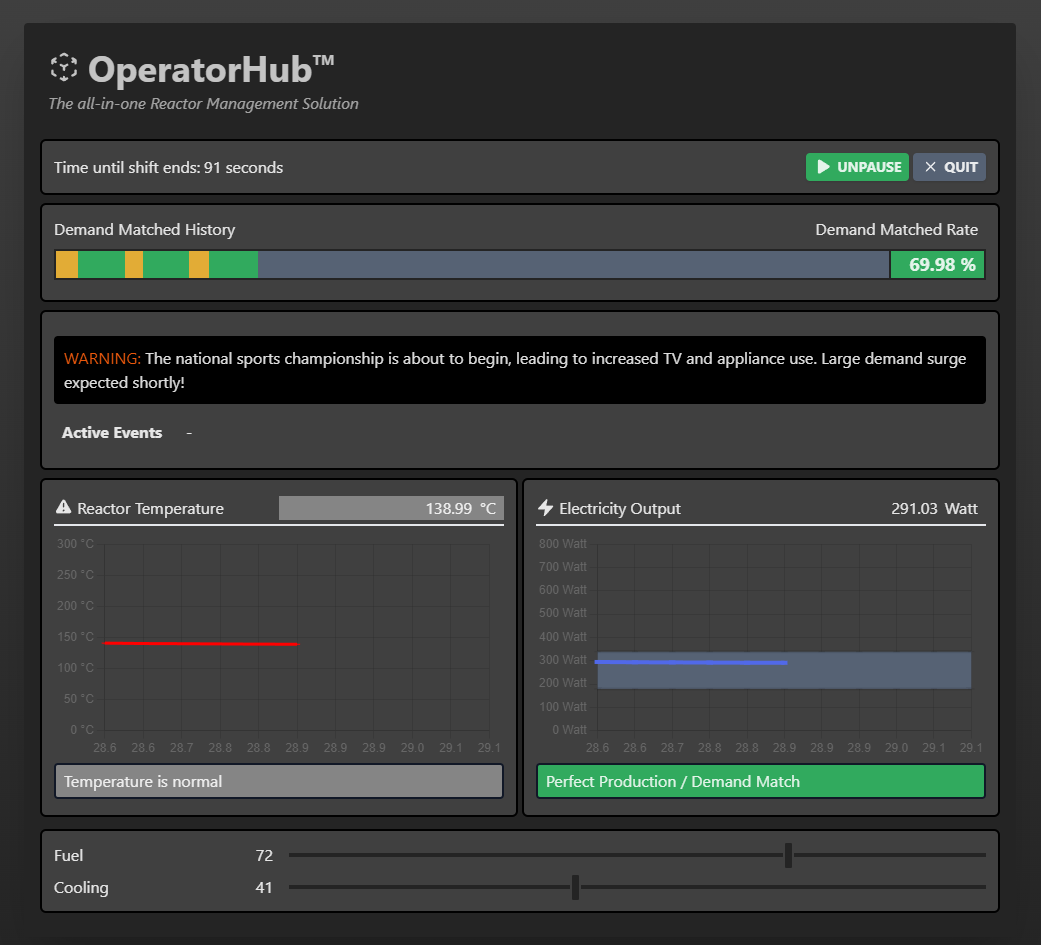 OperatorHub™
The all-in-one Reactor Management Solution
Time until shift ends: 91 seconds
UNPAUSE
QUIT
Demand Matched History
Demand Matched Rate
69.98 %
WARNING: The national sports championship is about to begin, leading to increased TV and appliance use. Large demand surge
expected shortly!
Active Events -
Reactor Temperature
138.99 °C
300 °C
250 °C
200 °C
150 °C
100 °C
50 °C
0 °C
28.6 28.6 28.7 28.8 28.8 28.9 28.9 28.9 29.0 29.1 29.1
Temperature is normal
Electricity Output
291.03 Watt
800 Watt
700 Watt
600 Watt
500 Watt
400 Watt
300 Watt
200 Watt
100 Watt
0 Watt
28.6 28.6 28.7 28.8 28.8 28.9 28.9 28.9 29.0 29.1 29.1
Perfect Production / Demand Match
Fuel 72
Cooling 41